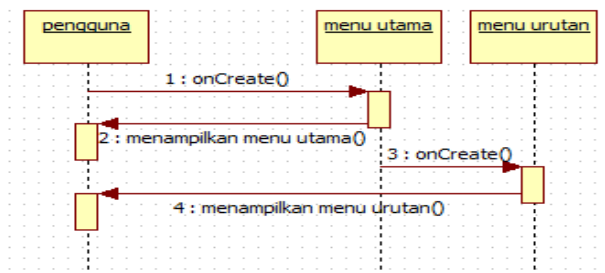 pengguna
menu utama
menu urutan
1 : onCreate()
2 : menampilkan menu utama()
3 : onCreate()
4 : menampilkan menu urutan()